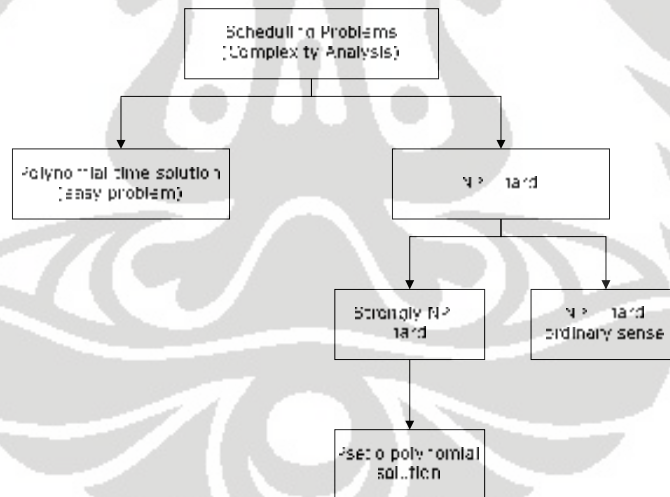 Scheduling Problems
(Complexity Analysis)
Polynomial time solution
(easy problem)
NP hard
Strongly NP
hard
NP hard
ordinary sense
Pseudo polynomial
solution